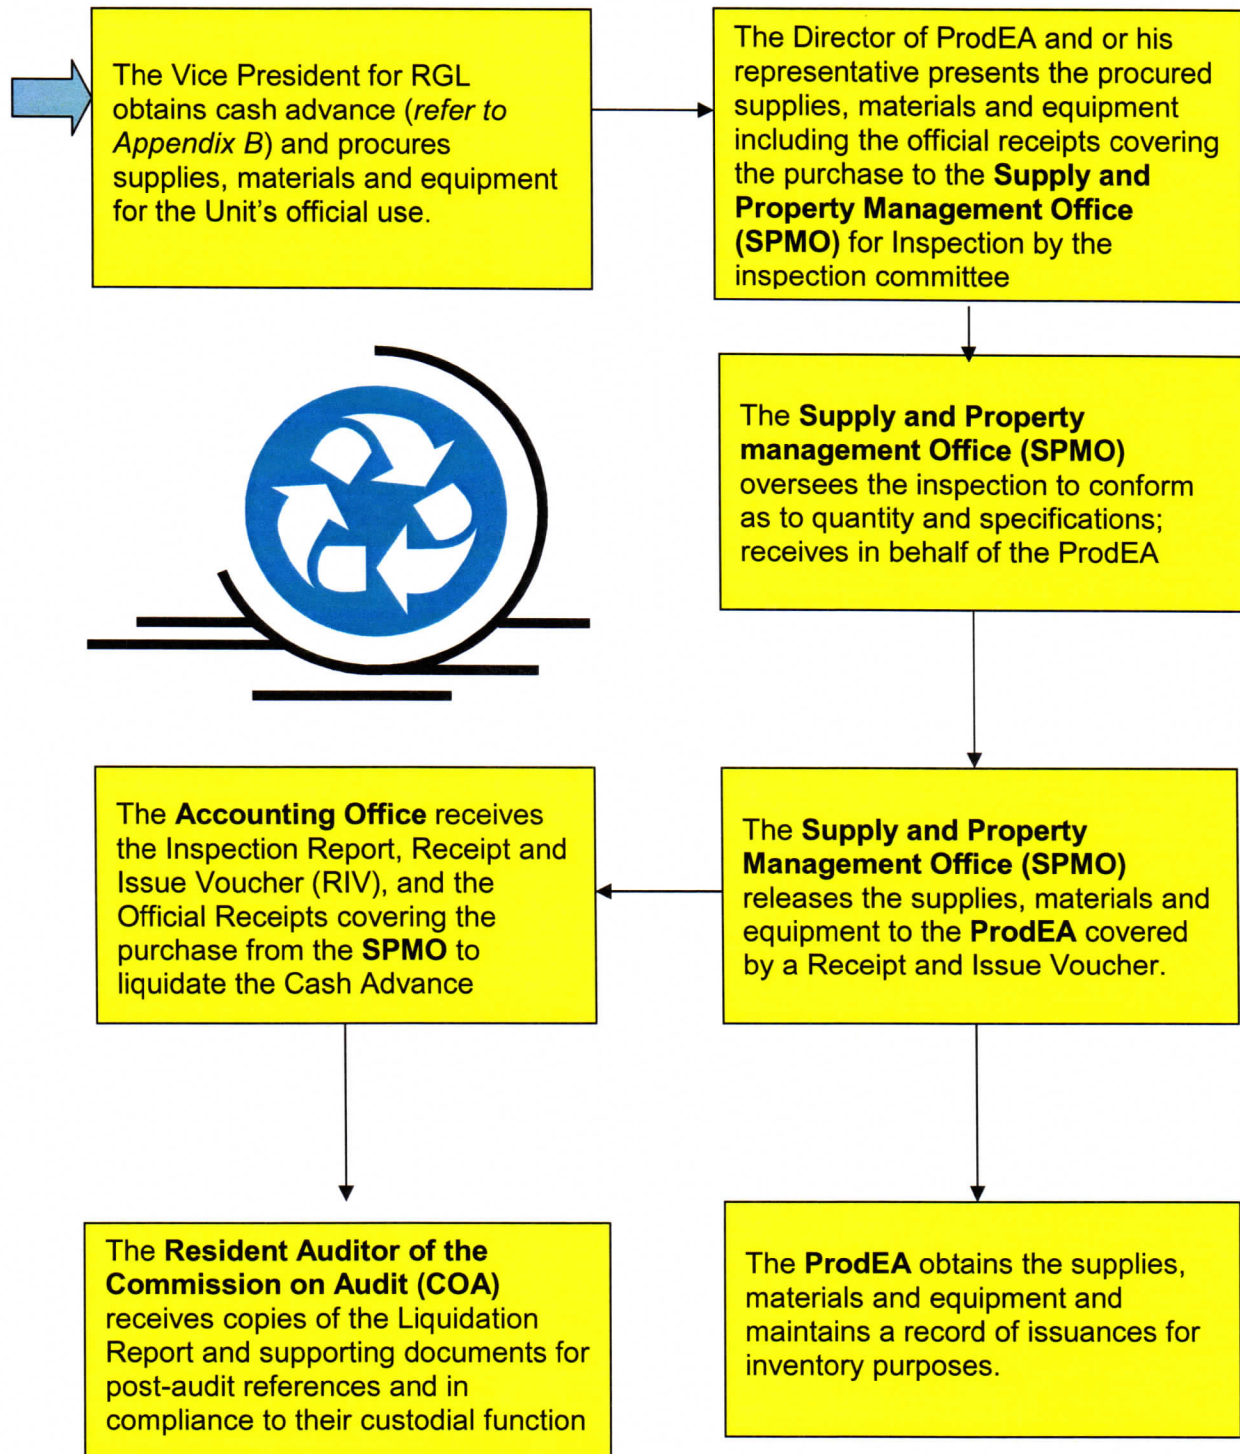 The Vice President for RGL
obtains cash advance (refer to
Appendix B) and procures
supplies, materials and equipment
for the Unit's official use.
The Director of ProdEA and or his
representative presents the procured
supplies, materials and equipment
including the official receipts covering
the purchase to the Supply and
Property Management Office
(SPMO) for Inspection by the
inspection committee
The Supply and Property
management Office (SPMO)
oversees the inspection to conform
as to quantity and specifications;
receives in behalf of the ProdEA
The Supply and Property
Management Office (SPMO)
releases the supplies, materials and
equipment to the ProdEA covered
by a Receipt and Issue Voucher.
The Accounting Office receives
the Inspection Report, Receipt and
Issue Voucher (RIV), and the
Official Receipts covering the
purchase from the SPMO to
liquidate the Cash Advance
The Resident Auditor of the
Commission on Audit (COA)
receives copies of the Liquidation
Report and supporting documents for
post-audit references and in
compliance to their custodial function
The ProdEA obtains the supplies,
materials and equipment and
maintains a record of issuances for
inventory purposes.